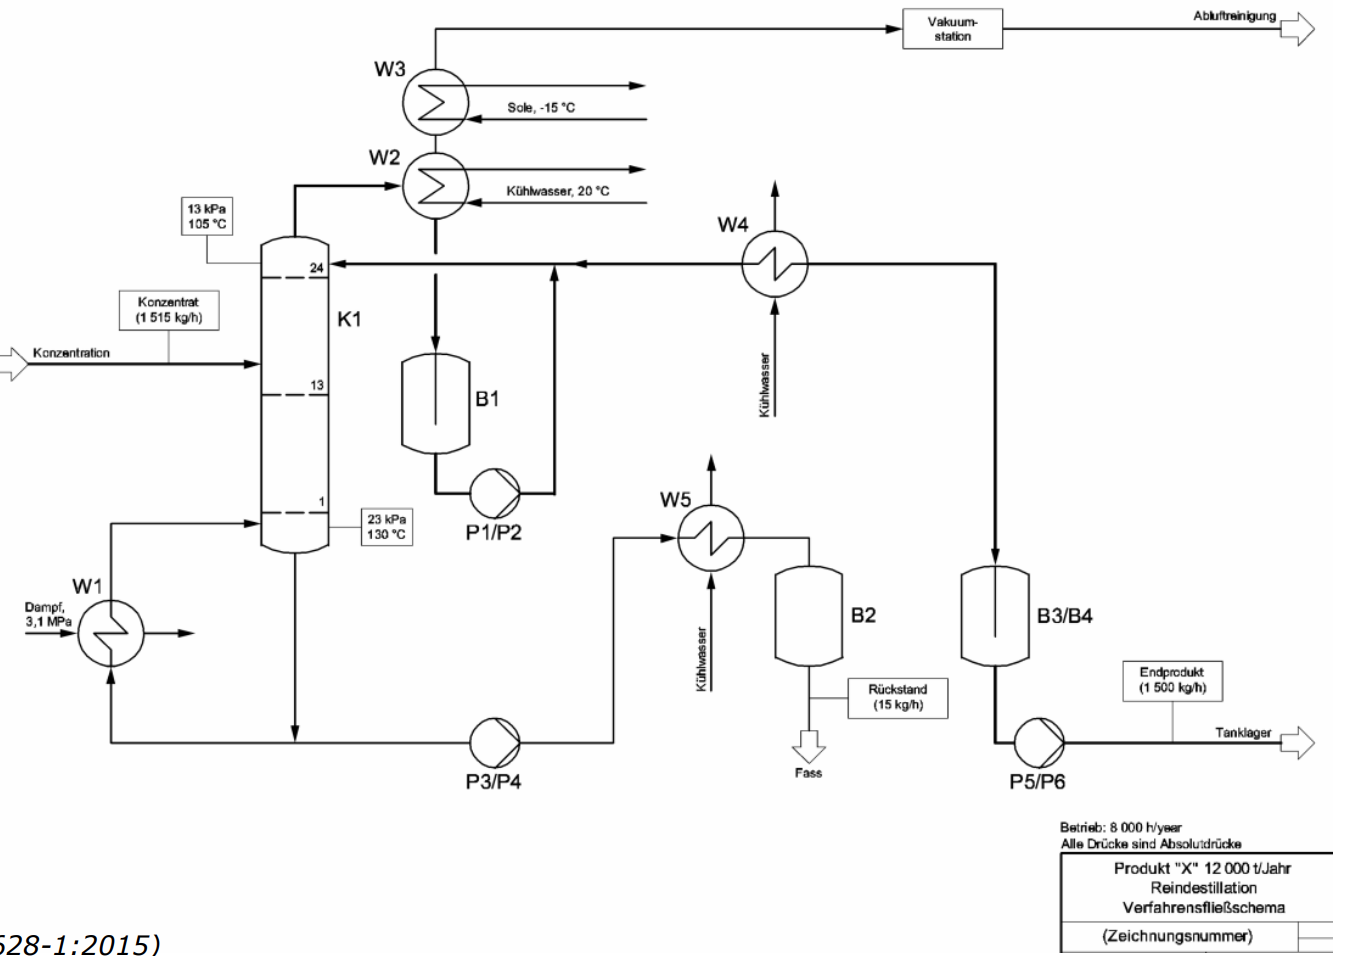 Abluftreinigung
Vakuum-
station
W3
Sole, -15 °C
W2
Kühlwasser, 20 °C
13 kPa
105 °C
W4
24
Konzentrat
(1 515 kg/h)
K1
Konzentration
Kühlwasser
13
B1
1
W5
23 kPa
130 °C
P1/P2
W1
Dampf,
3,1 MPa
B2
B3/B4
Kühlwasser
Rückstand
(15 kg/h)
Endprodukt
(1 500 kg/h)
Tanklager
Fass
P3/P4
P5/P6
Betrieb: 8 000 h/year
Alle Drücke sind Absolutdrücke
Produkt "X" 12 000 t/Jahr
Reindestillation
Verfahrensfließschema
(Zeichnungsnummer)
628-1:2015)